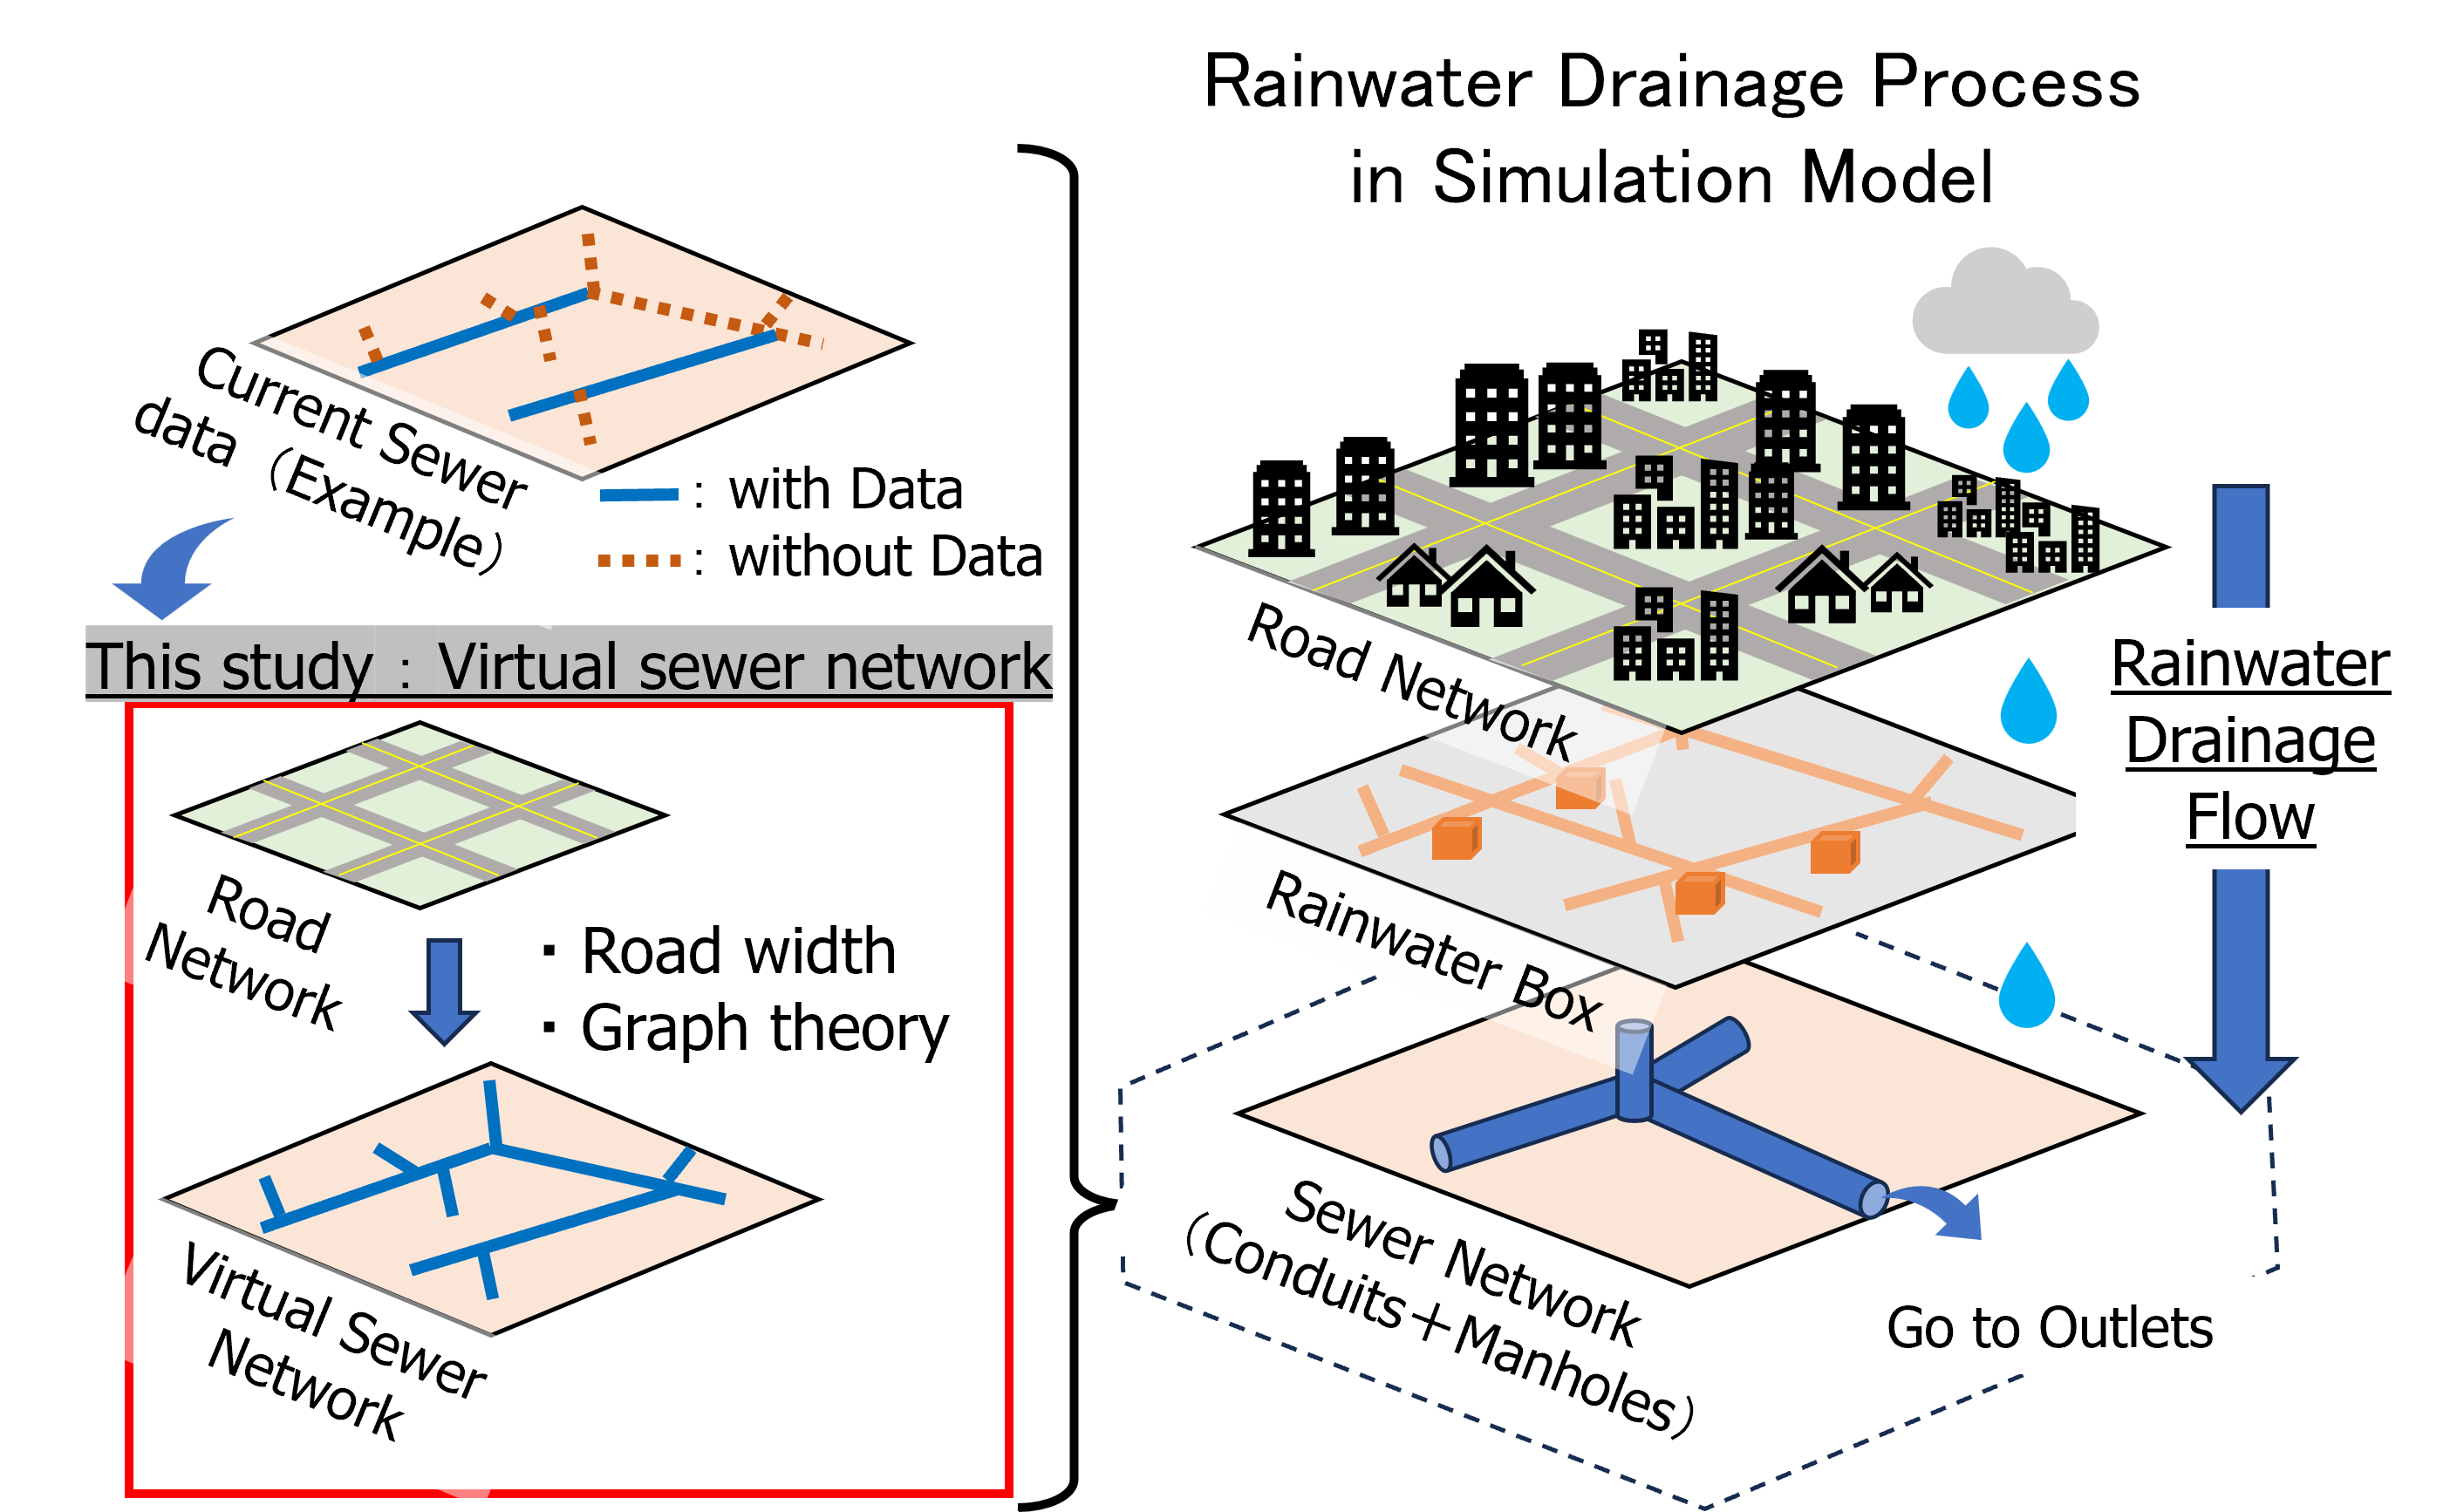 Rainwater Drainage Process
in Simulation Model
Current Sewer
data（Example）
: with Data
: without Data
This study : Virtual sewer network
Road
Network
・Road width
・Graph theory
Virtual Sewer
Network
Road Network
Rainwater Box
Sewer Network
（Conduits＋Manholes）
Rainwater
Drainage
Flow
Go to Outlets